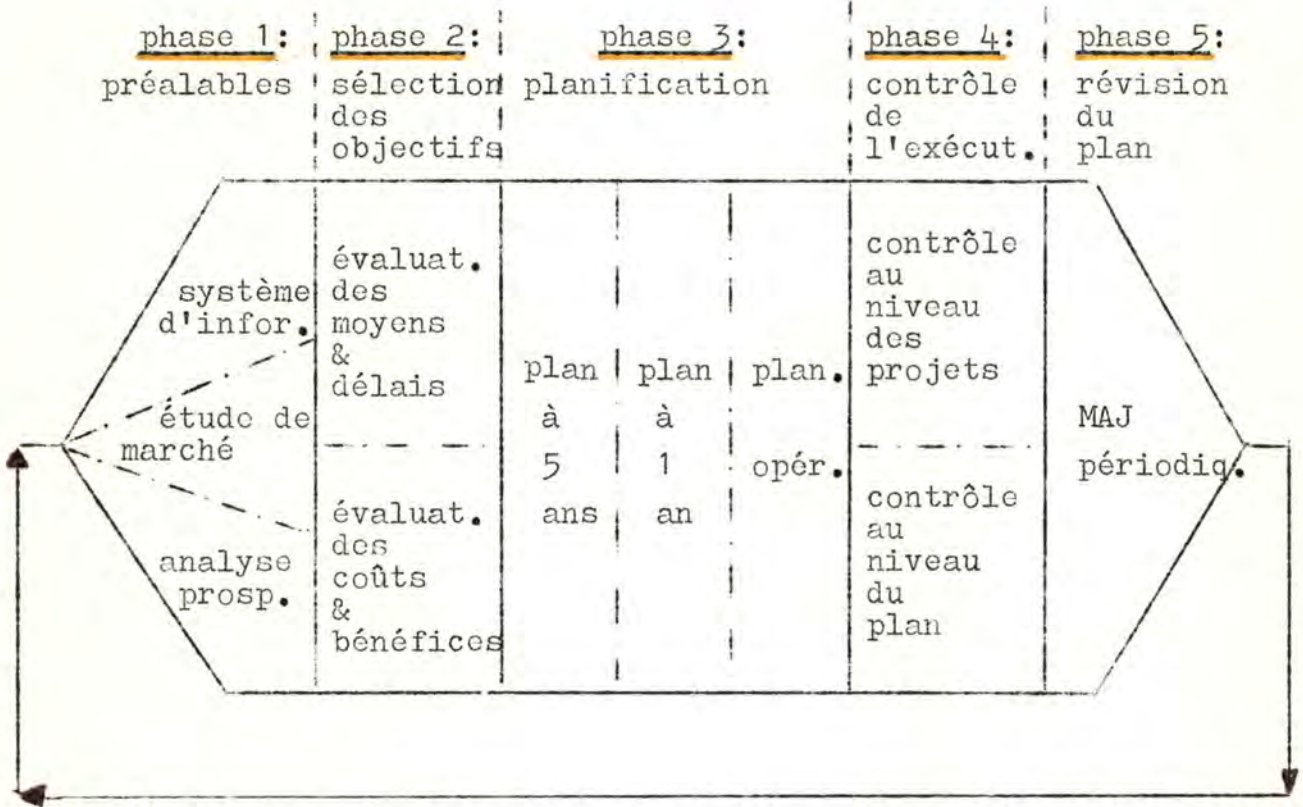 phase 1:
préalables
phase 2:
sélection
des
objectifs
phase 3:
planification
phase 4:
contrôle
de
l'exécut.
phase 5:
révision
du
plan
système
d'infor.
étude de
marché
analyse
prosp.
évaluat.
des
moyens
&
délais
évaluat.
des
coûts
&
bénéfices
plan
à
5
ans
plan
à
1
an
plan.
opér.
contrôle
au
niveau
des
projets
contrôle
au
niveau
du
plan
MAJ
périodiq.